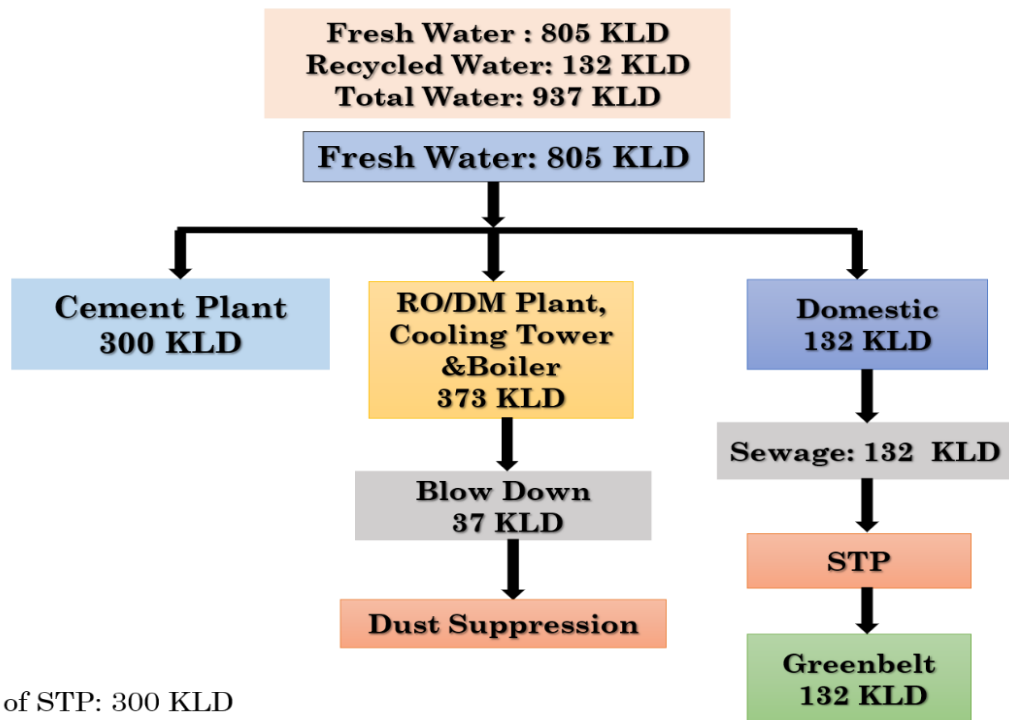 Fresh Water : 805 KLD
Recycled Water: 132 KLD
Total Water: 937 KLD
Fresh Water: 805 KLD
Cement Plant
300 KLD
RO/DM Plant,
Cooling Tower
&Boiler
373 KLD
Domestic
132 KLD
Sewage: 132 KLD
Blow Down
37 KLD
STP
Dust Suppression
Greenbelt
132 KLD
of STP: 300 KLD